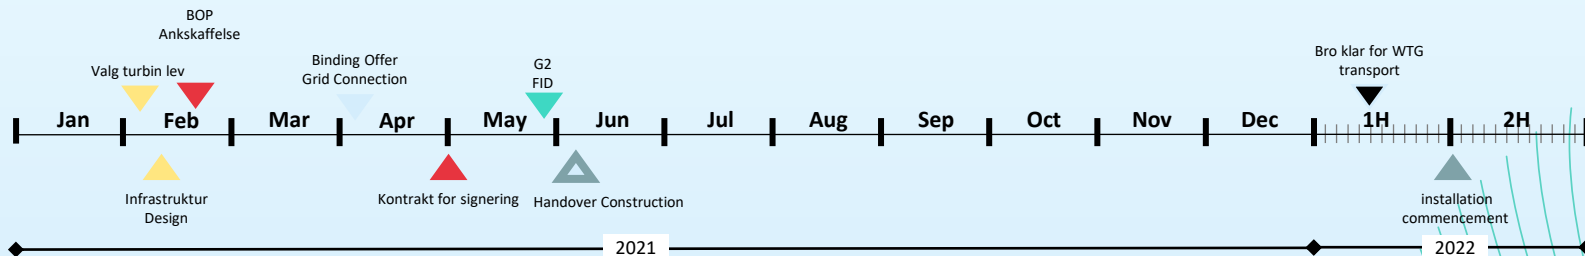 BOP
Ankskaffelse
Valg turbin lev
Binding Offer
Grid Connection
G2
FID
Bro klar for WTG
transport
Jan
Feb
Mar
Apr
May
Jun
Jul
Aug
Sep
Oct
Nov
Dec
1H
2H
Infrastruktur
Design
Kontrakt for signering
Handover Construction
installation
commencement
2021
2022